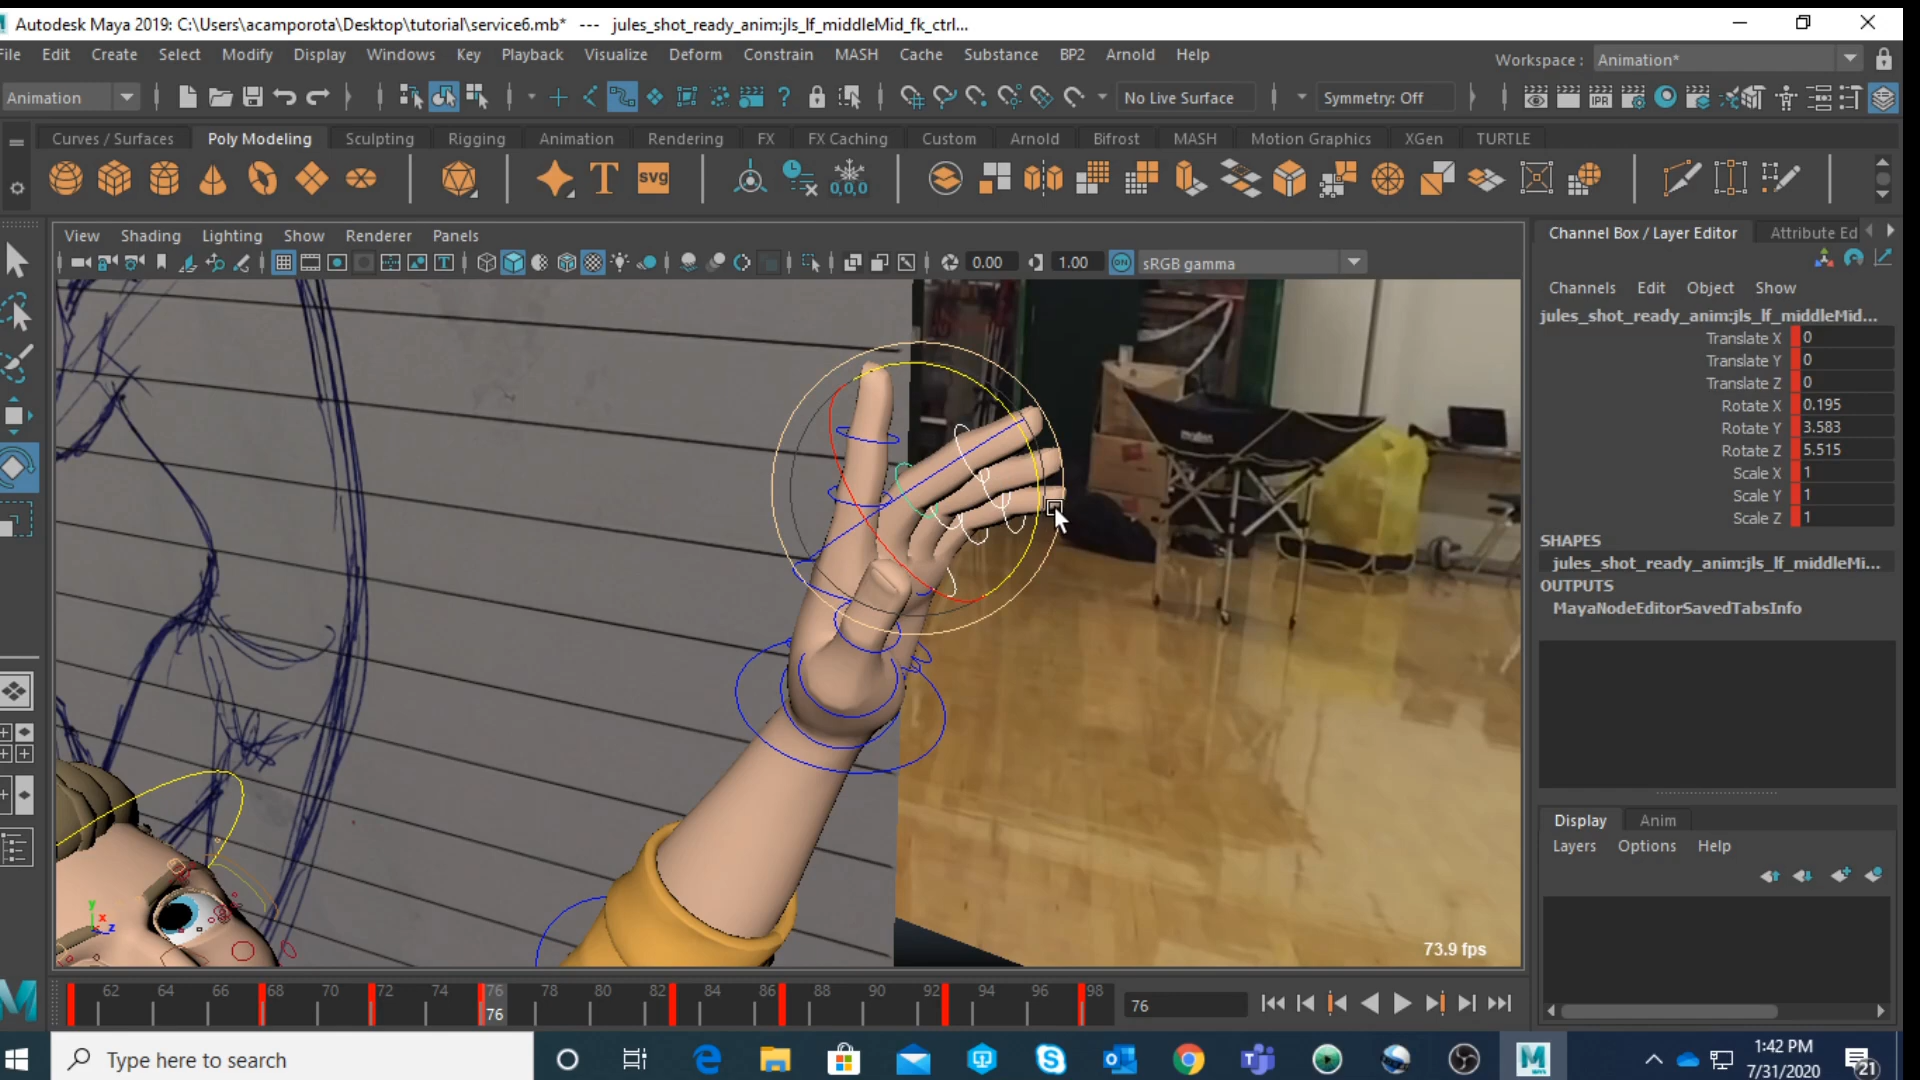 Autodesk Maya 2019: C:\Users\acamporota\Desktop\tutorial\service6.mb* --- jules_shot_ready_anim:jls_lf_middleMid_fk_ctrl...
File Edit Create Select Modify Display Windows Key Playback Visualize Deform Constrain MASH Cache Substance BP2 Arnold Help
Workspace : Animation*
Animation
No Live Surface
Symmetry: Off
IPR
Curves / Surfaces Poly Modeling Sculpting Rigging Animation Rendering FX FX Caching Custom Arnold Bifrost MASH Motion Graphics XGen TURTLE
T svg 0,0,0
View Shading Lighting Show Renderer Panels
0.00 1.00 ON sRGB gamma
Channel Box / Layer Editor Attribute Ed
Channels Edit Object Show
jules_shot_ready_anim:jls_lf_middleMid...
Translate X 0
Translate Y 0
Translate Z 0
Rotate X 0.195
Rotate Y 3.583
Rotate Z 5.515
Scale X 1
Scale Y 1
Scale Z 1
SHAPES
jules_shot_ready_anim:jls_lf_middleMi...
OUTPUTS
MayaNodeEditorSavedTabsInfo
Display Anim
Layers Options Help
y x z
73.9 fps
62 64 66 68 70 72 74 76 78 80 82 84 86 88 90 92 94 96 98
76
76
Type here to search
1:42 PM
7/31/2020
21